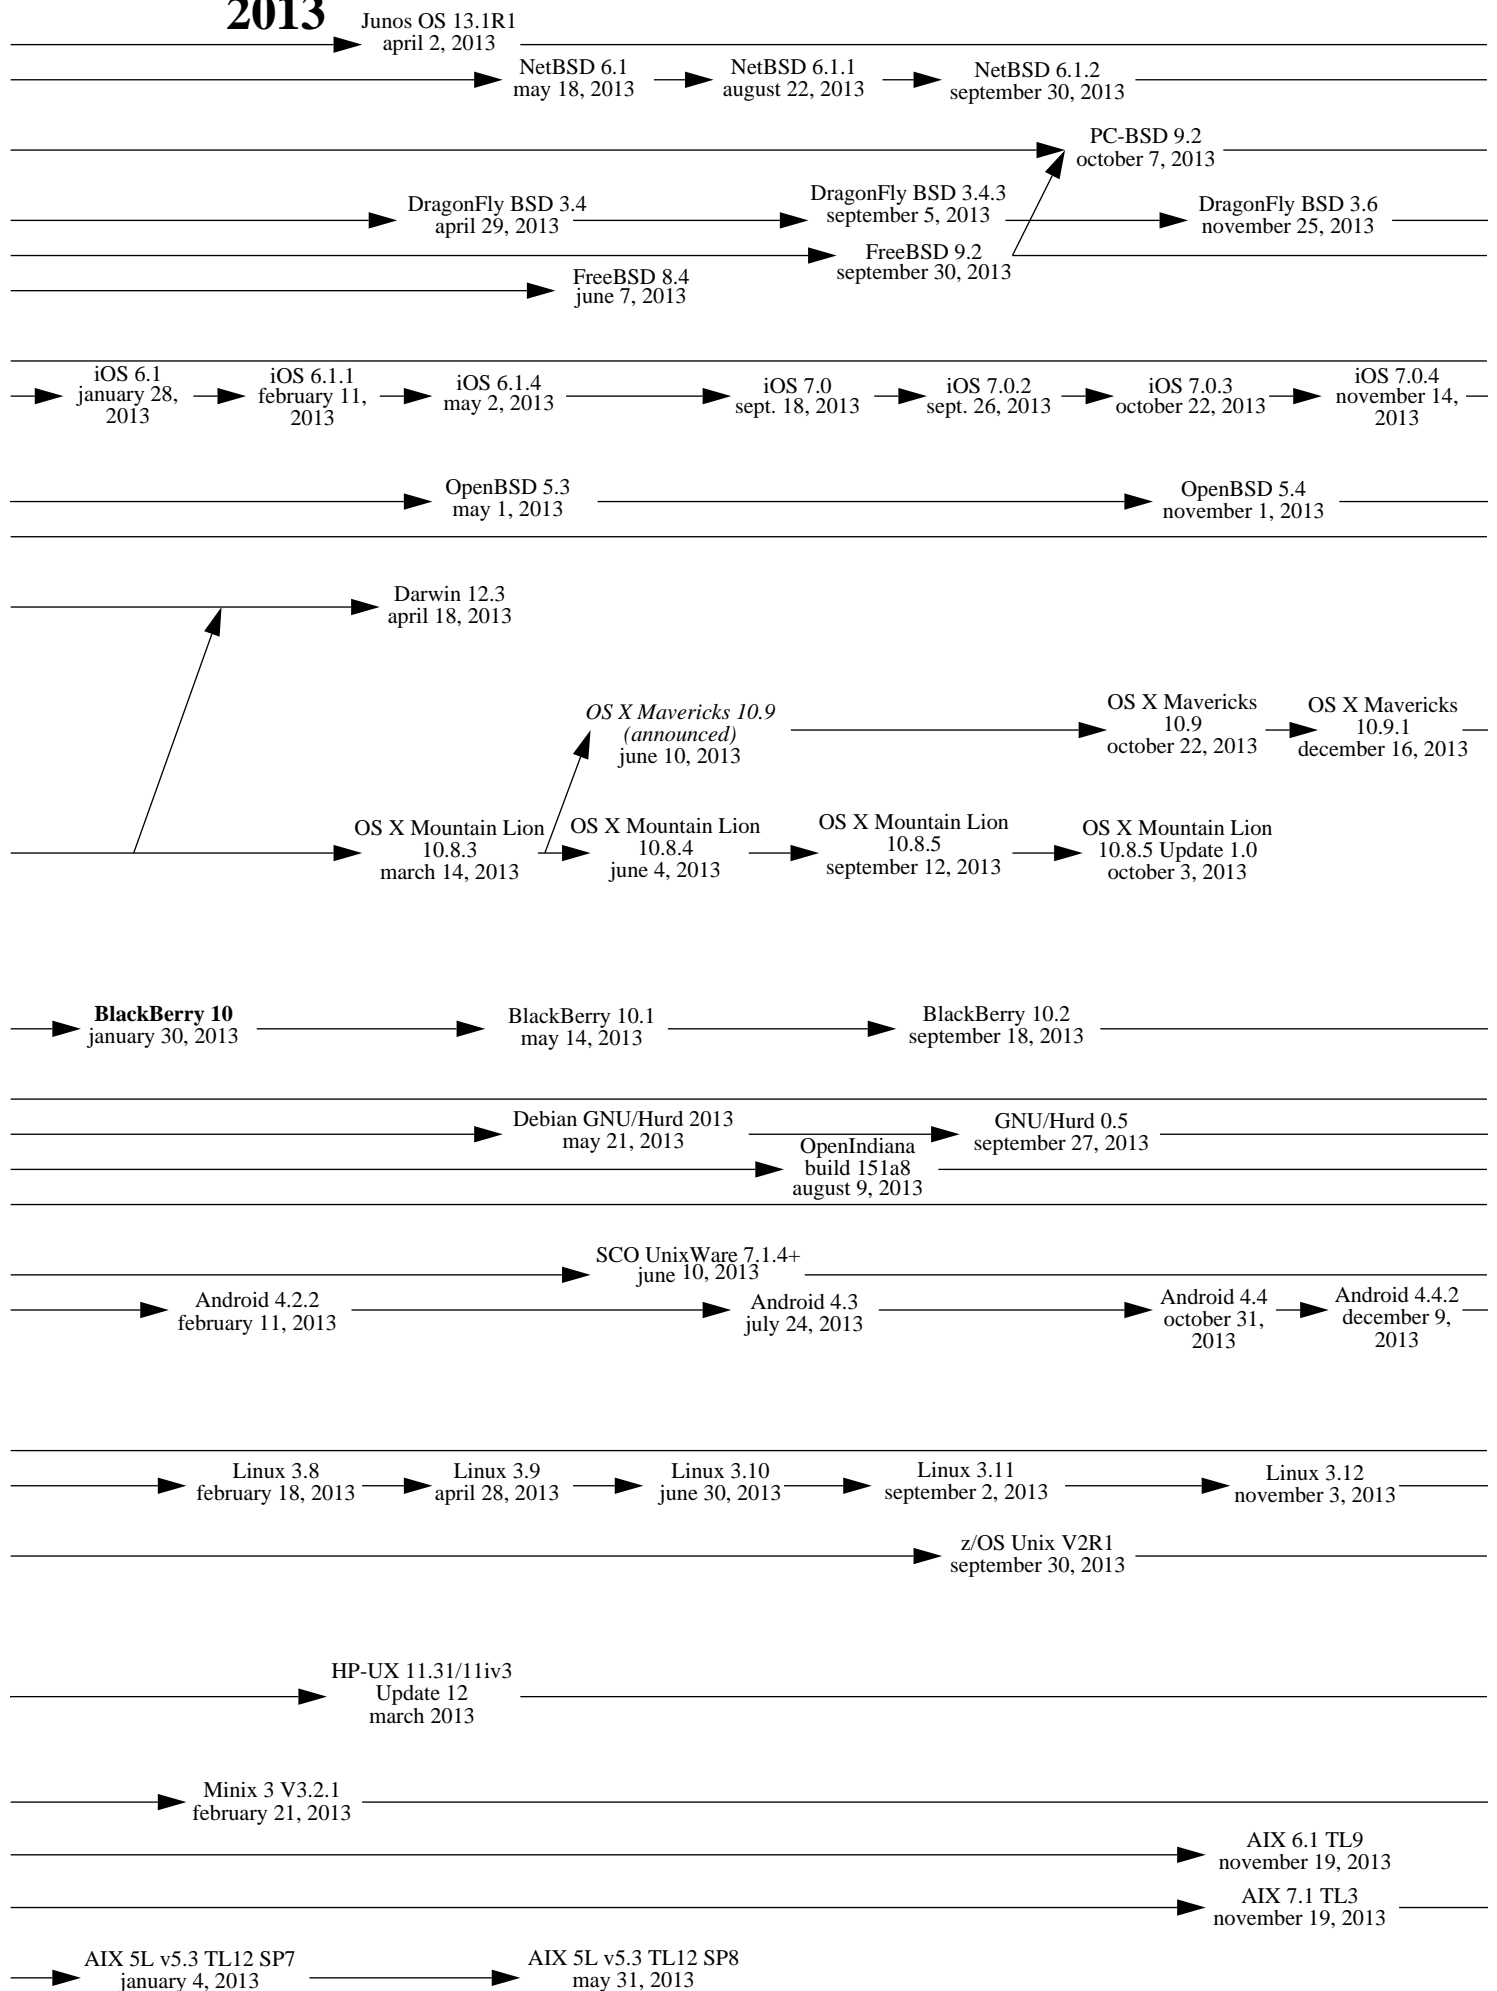 2013
Junos OS 13.1R1
april 2, 2013
NetBSD 6.1
may 18, 2013
NetBSD 6.1.1
august 22, 2013
NetBSD 6.1.2
september 30, 2013
PC-BSD 9.2
october 7, 2013
DragonFly BSD 3.4
april 29, 2013
DragonFly BSD 3.4.3
september 5, 2013
DragonFly BSD 3.6
november 25, 2013
FreeBSD 9.2
september 30, 2013
FreeBSD 8.4
june 7, 2013
iOS 6.1
january 28,
2013
iOS 6.1.1
february 11,
2013
iOS 6.1.4
may 2, 2013
iOS 7.0
sept. 18, 2013
iOS 7.0.2
sept. 26, 2013
iOS 7.0.3
october 22, 2013
iOS 7.0.4
november 14,
2013
OpenBSD 5.3
may 1, 2013
OpenBSD 5.4
november 1, 2013
Darwin 12.3
april 18, 2013
OS X Mavericks 10.9
(announced)
june 10, 2013
OS X Mavericks
10.9
october 22, 2013
OS X Mavericks
10.9.1
december 16, 2013
OS X Mountain Lion
10.8.3
march 14, 2013
OS X Mountain Lion
10.8.4
june 4, 2013
OS X Mountain Lion
10.8.5
september 12, 2013
OS X Mountain Lion
10.8.5 Update 1.0
october 3, 2013
BlackBerry 10
january 30, 2013
BlackBerry 10.1
may 14, 2013
BlackBerry 10.2
september 18, 2013
Debian GNU/Hurd 2013
may 21, 2013
GNU/Hurd 0.5
september 27, 2013
OpenIndiana
build 151a8
august 9, 2013
SCO UnixWare 7.1.4+
june 10, 2013
Android 4.2.2
february 11, 2013
Android 4.3
july 24, 2013
Android 4.4
october 31,
2013
Android 4.4.2
december 9,
2013
Linux 3.8
february 18, 2013
Linux 3.9
april 28, 2013
Linux 3.10
june 30, 2013
Linux 3.11
september 2, 2013
Linux 3.12
november 3, 2013
z/OS Unix V2R1
september 30, 2013
HP-UX 11.31/11iv3
Update 12
march 2013
Minix 3 V3.2.1
february 21, 2013
AIX 6.1 TL9
november 19, 2013
AIX 7.1 TL3
november 19, 2013
AIX 5L v5.3 TL12 SP7
january 4, 2013
AIX 5L v5.3 TL12 SP8
may 31, 2013